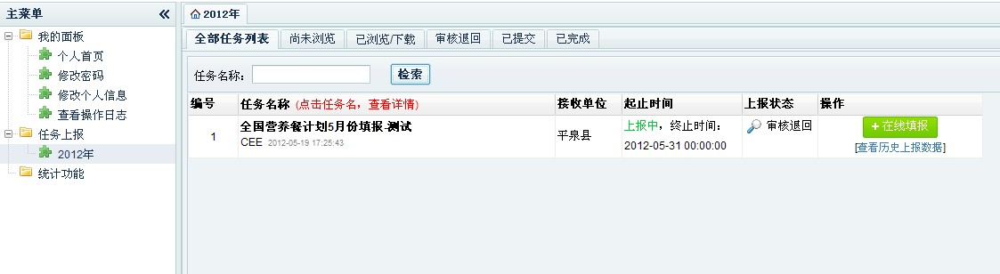 主菜单
我的面板
个人首页
修改密码
修改个人信息
查看操作日志
任务上报
2012年
统计功能
2012年
全部任务列表 尚未浏览 已浏览/下载 审核退回 已提交 已完成
任务名称： 检索
编号 任务名称 (点击任务名，查看详情) 接收单位 起止时间 上报状态 操作
1 全国营养餐计划5月份填报-测试
CEE 2012-05-19 17:25:43
平泉县
上报中，终止时间：
2012-05-31 00:00:00
审核退回
+ 在线填报
[查看历史上报数据]